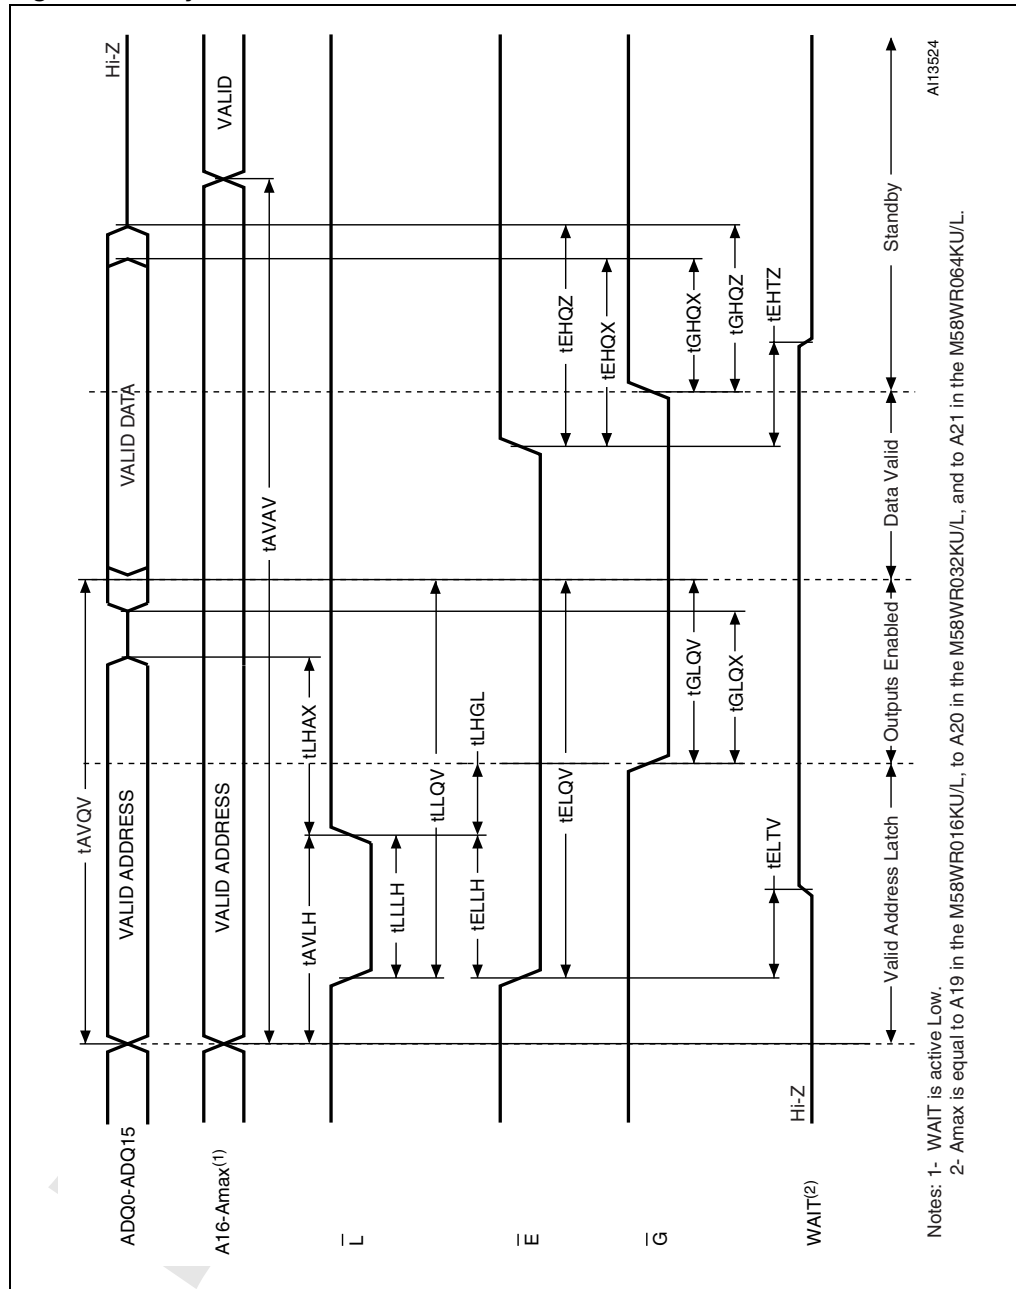 ADQ0-ADQ15
VALID ADDRESS
VALID DATA
Hi-Z
tAVQV
A16-Amax(1)
VALID ADDRESS
VALID
tAVAV
L
tAVLH
tLHAX
tLLLH
tLLQV
tELLH
tLHGL
E
tELQV
tEHQZ
tEHQX
G
tGLQV
tGLQX
tGHQX
tGHQZ
tELTV
tEHTZ
WAIT(2)
Hi-Z
Valid Address Latch
Outputs Enabled
Data Valid
Standby
AI13524
Notes: 1- WAIT is active Low.
2- Amax is equal to A19 in the M58WR016KU/L, to A20 in the M58WR032KU/L, and to A21 in the M58WR064KU/L.